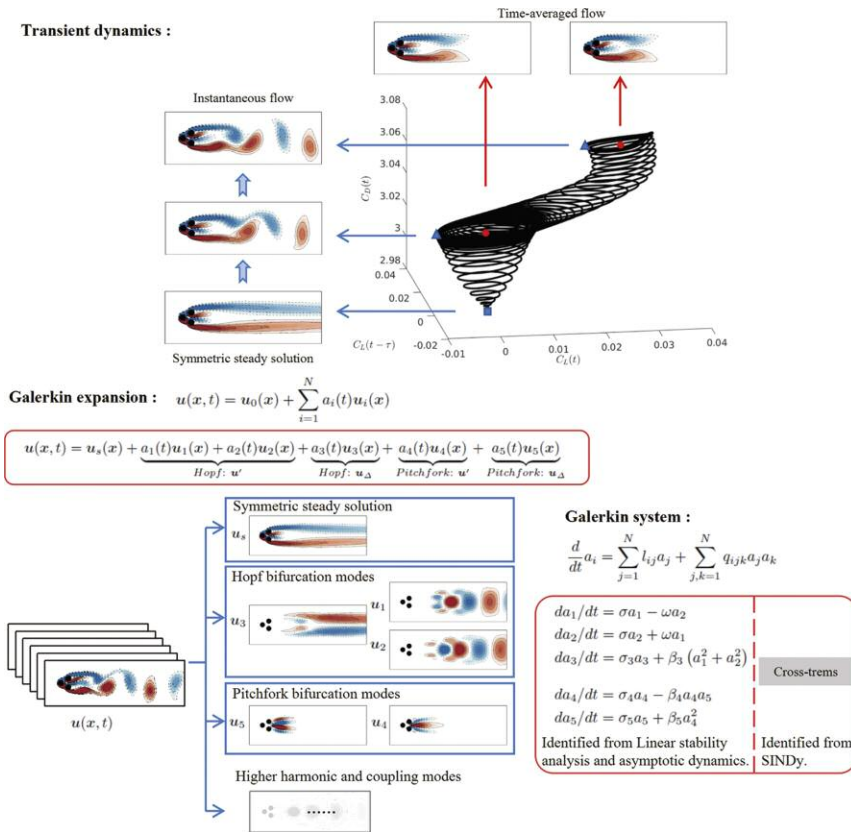 Transient dynamics :
Time-averaged flow
Instantaneous flow
Symmetric steady solution
3.08
3.06
3.04
3.02
3
2.98
C_D(t)
0.04
0.02
0
-0.02
C_L(t − τ)
-0.01
0
0.01
0.02
0.03
0.04
C_L(t)
Galerkin expansion : u(x,t) = u_0(x) + \sum_{i=1}^{N} a_i(t)u_i(x)
u(x,t) = u_s(x) + a_1(t)u_1(x) + a_2(t)u_2(x) + a_3(t)u_3(x) + a_4(t)u_4(x) + a_5(t)u_5(x)
Hopf: u' Hopf: u_Δ Pitchfork: u' Pitchfork: u_Δ
Symmetric steady solution
u_s
Hopf bifurcation modes
u_3
u_1
u_2
Pitchfork bifurcation modes
u_5
u_4
Higher harmonic and coupling modes
u(x,t)
Galerkin system :
\frac{d}{dt}a_i = \sum_{j=1}^{N} l_{ij}a_j + \sum_{j,k=1}^{N} q_{ijk}a_ja_k
da_1/dt = σa_1 − ωa_2
da_2/dt = σa_2 + ωa_1
da_3/dt = σ_3a_3 + β_3 (a_1^2 + a_2^2)
da_4/dt = σ_4a_4 − β_4a_4a_5
da_5/dt = σ_5a_5 + β_5a_4^2
Identified from Linear stability
analysis and asymptotic dynamics.
Cross-trems
Identified from
SINDy.